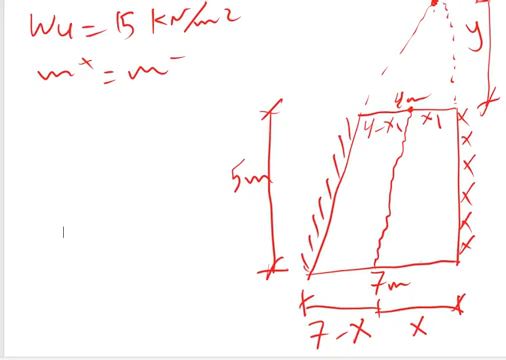 Wu = 15 KN/m²
m⁺ = m⁻
y
4m
4-x₁ x₁
5m
7m
7-x x